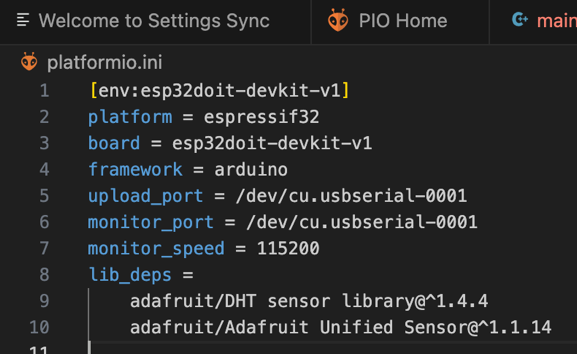 Welcome to Settings Sync
PIO Home
main
platformio.ini
1 [env:esp32doit-devkit-v1]
2 platform = espressif32
3 board = esp32doit-devkit-v1
4 framework = arduino
5 upload_port = /dev/cu.usbserial-0001
6 monitor_port = /dev/cu.usbserial-0001
7 monitor_speed = 115200
8 lib_deps =
9 adafruit/DHT sensor library@^1.4.4
10 adafruit/Adafruit Unified Sensor@^1.1.14
11